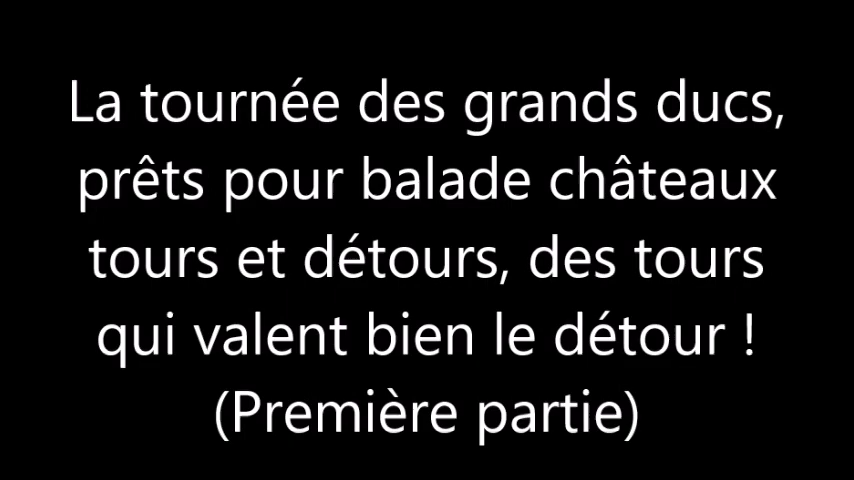 La tournée des grands ducs,
prêts pour balade châteaux
tours et détours, des tours
qui valent bien le détour !
(Première partie)